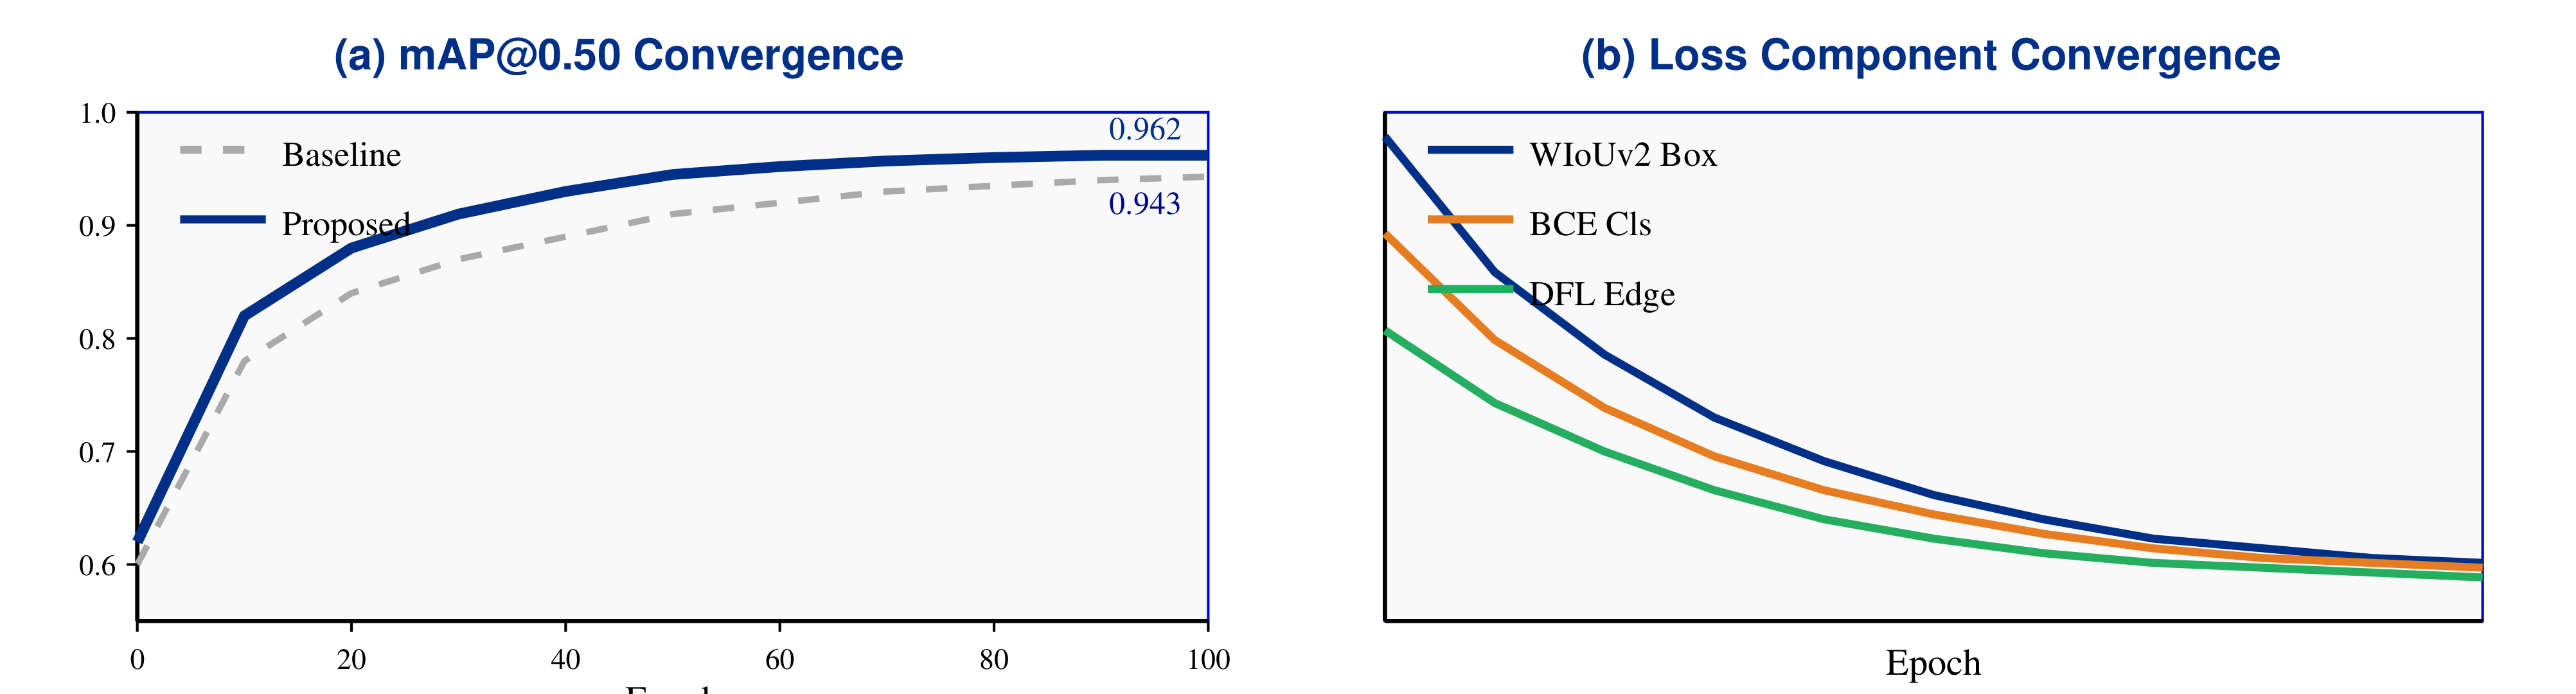 (a) mAP@0.50 Convergence
1.0
0.9
0.8
0.7
0.6
Baseline
Proposed
0.962
0.943
0 20 40 60 80 100
(b) Loss Component Convergence
WIoUv2 Box
BCE Cls
DFL Edge
Epoch